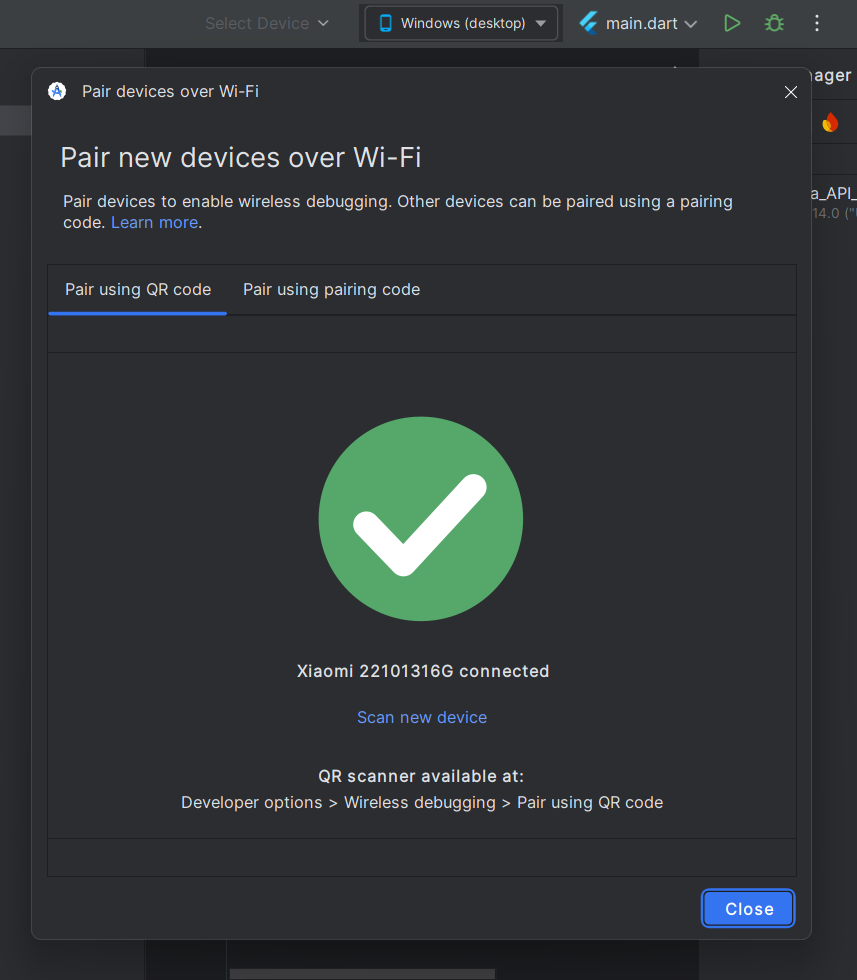 Select Device
Windows (desktop)
main.dart
Pair devices over Wi-Fi
ager
Pair new devices over Wi-Fi
Pair devices to enable wireless debugging. Other devices can be paired using a pairing
code. Learn more.
a_API_
14.0 ("
Pair using QR code
Pair using pairing code
Xiaomi 22101316G connected
Scan new device
QR scanner available at:
Developer options > Wireless debugging > Pair using QR code
Close